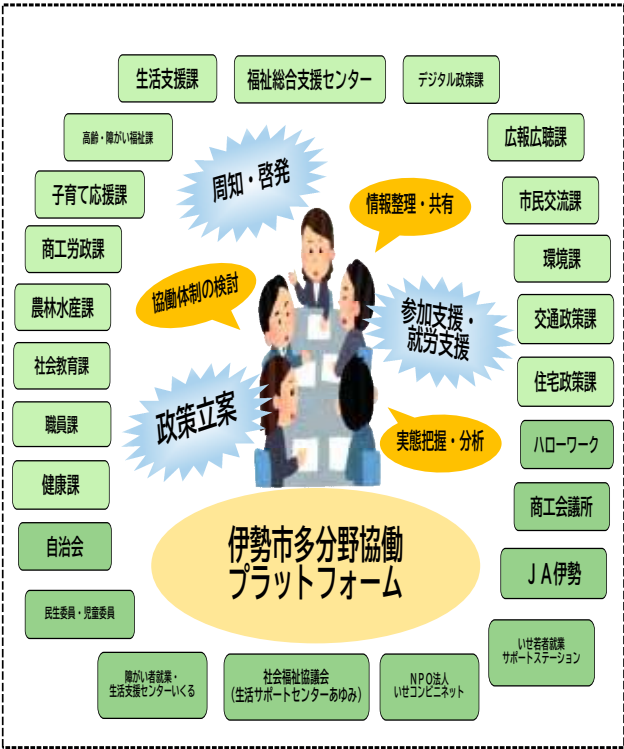 生活支援課
福祉総合支援センター
デジタル政策課
高齢・障がい福祉課
広報広聴課
子育て応援課
市民交流課
商工労政課
環境課
農林水産課
交通政策課
社会教育課
住宅政策課
職員課
ハローワーク
健康課
商工会議所
自治会
JA伊勢
民生委員・児童委員
いせ若者就業
サポートステーション
障がい者就業・
生活支援センターいくる
社会福祉協議会
(生活サポートセンターあゆみ)
NPO法人
いせコンビニネット
周知・啓発
情報整理・共有
協働体制の検討
参加支援・
就労支援
政策立案
実態把握・分析
伊勢市多分野協働
プラットフォーム